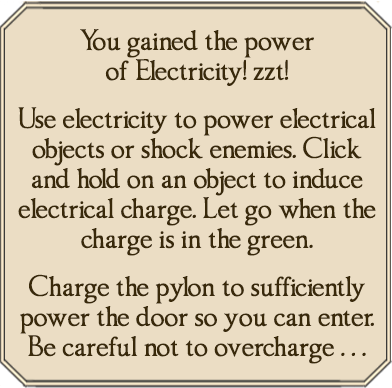 You gained the power
of Electricity! zzt!
Use electricity to power electrical
objects or shock enemies. Click
and hold on an object to induce
electrical charge. Let go when the
charge is in the green.
Charge the pylon to sufficiently
power the door so you can enter.
Be careful not to overcharge . . .